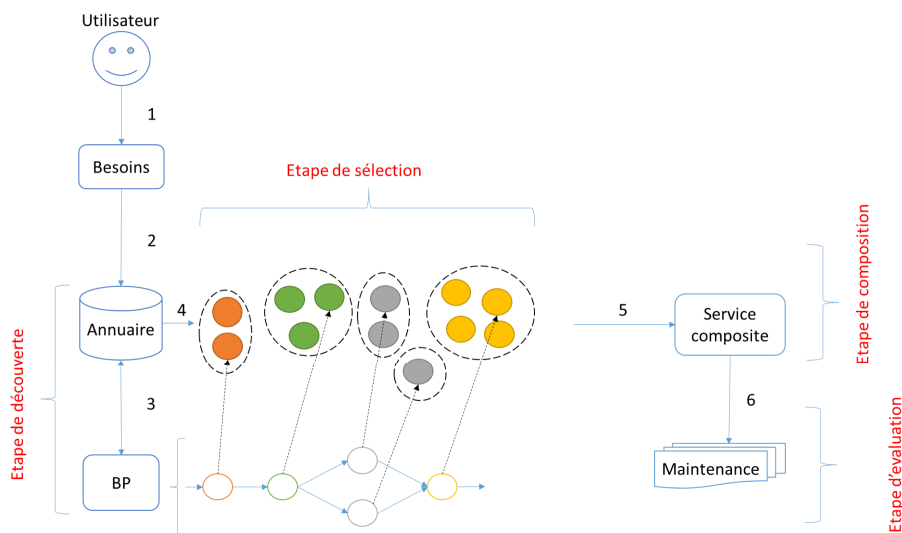 Utilisateur
1
Besoins
Etape de sélection
2
Etape de découverte
Annuaire
4
5
Service
composite
Etape de composition
3
6
BP
Maintenance
Etape d'evaluation